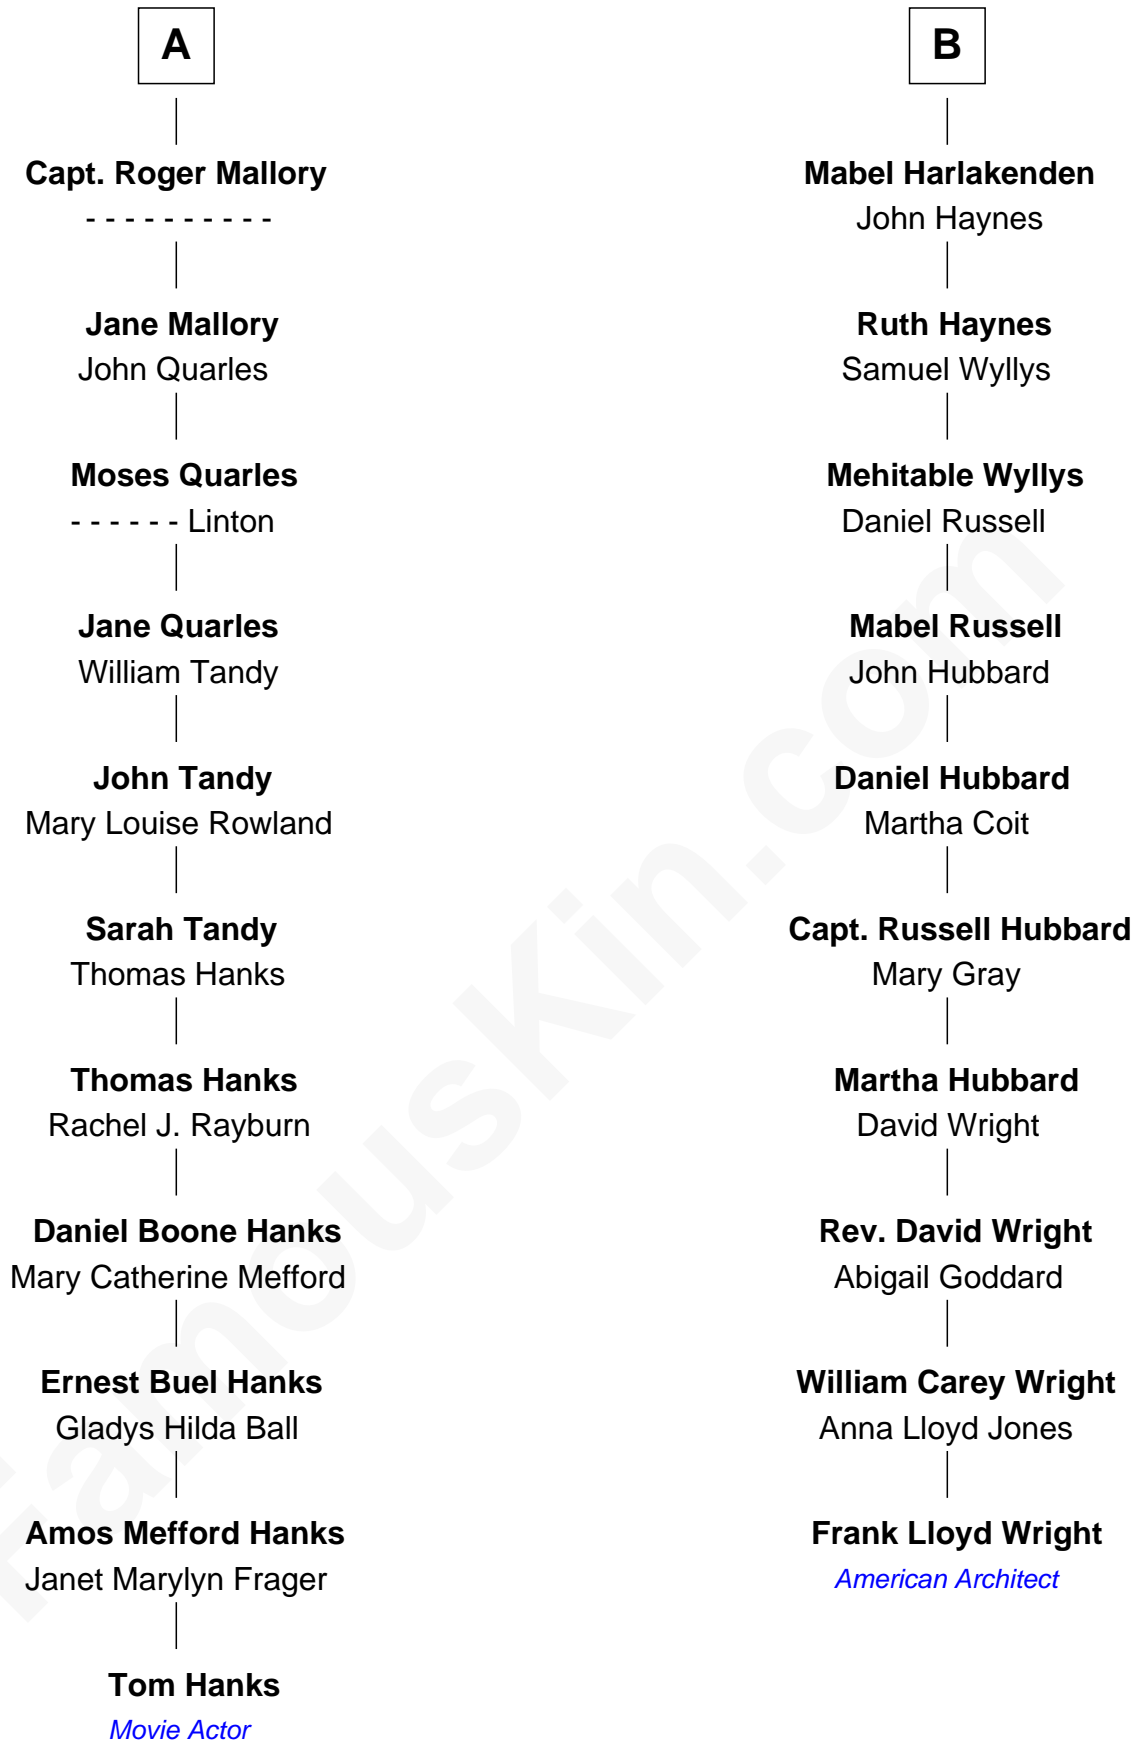 A
Capt. Roger Mallory
- - - - - - - - - -
Jane Mallory
John Quarles
Moses Quarles
- - - - - - Linton
Jane Quarles
William Tandy
John Tandy
Mary Louise Rowland
Sarah Tandy
Thomas Hanks
Thomas Hanks
Rachel J. Rayburn
Daniel Boone Hanks
Mary Catherine Mefford
Ernest Buel Hanks
Gladys Hilda Ball
Amos Mefford Hanks
Janet Marylyn Frager
Tom Hanks
Movie Actor
B
Mabel Harlakenden
John Haynes
Ruth Haynes
Samuel Wyllys
Mehitable Wyllys
Daniel Russell
Mabel Russell
John Hubbard
Daniel Hubbard
Martha Coit
Capt. Russell Hubbard
Mary Gray
Martha Hubbard
David Wright
Rev. David Wright
Abigail Goddard
William Carey Wright
Anna Lloyd Jones
Frank Lloyd Wright
American Architect
FamousKin.com